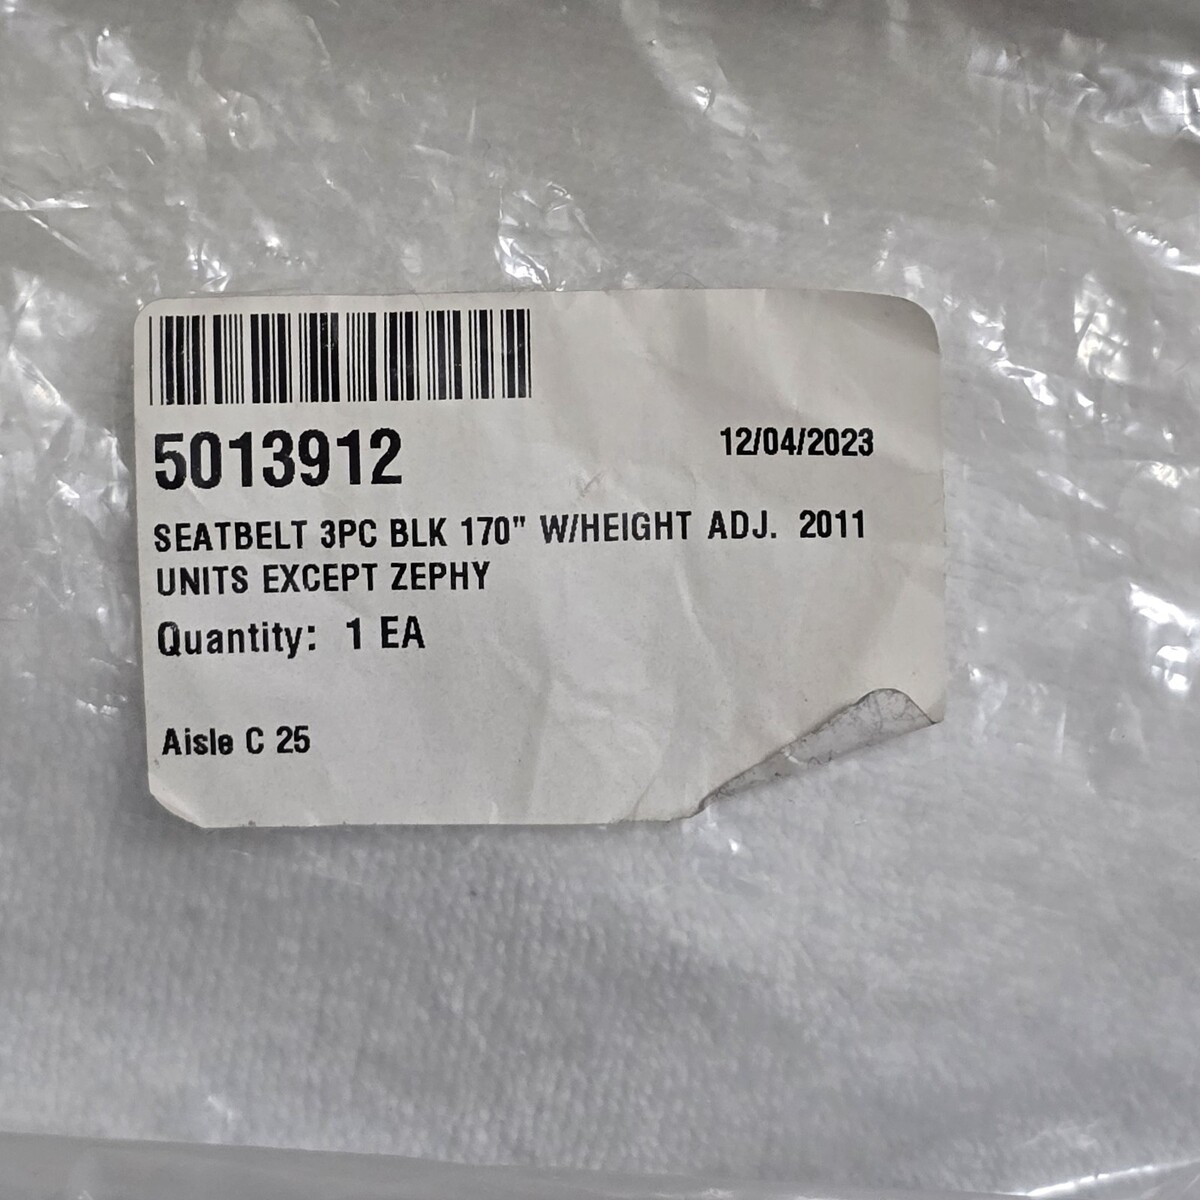 5013912
12/04/2023
SEATBELT 3PC BLK 170" W/HEIGHT ADJ. 2011
UNITS EXCEPT ZEPHY
Quantity: 1 EA
Aisle C 25